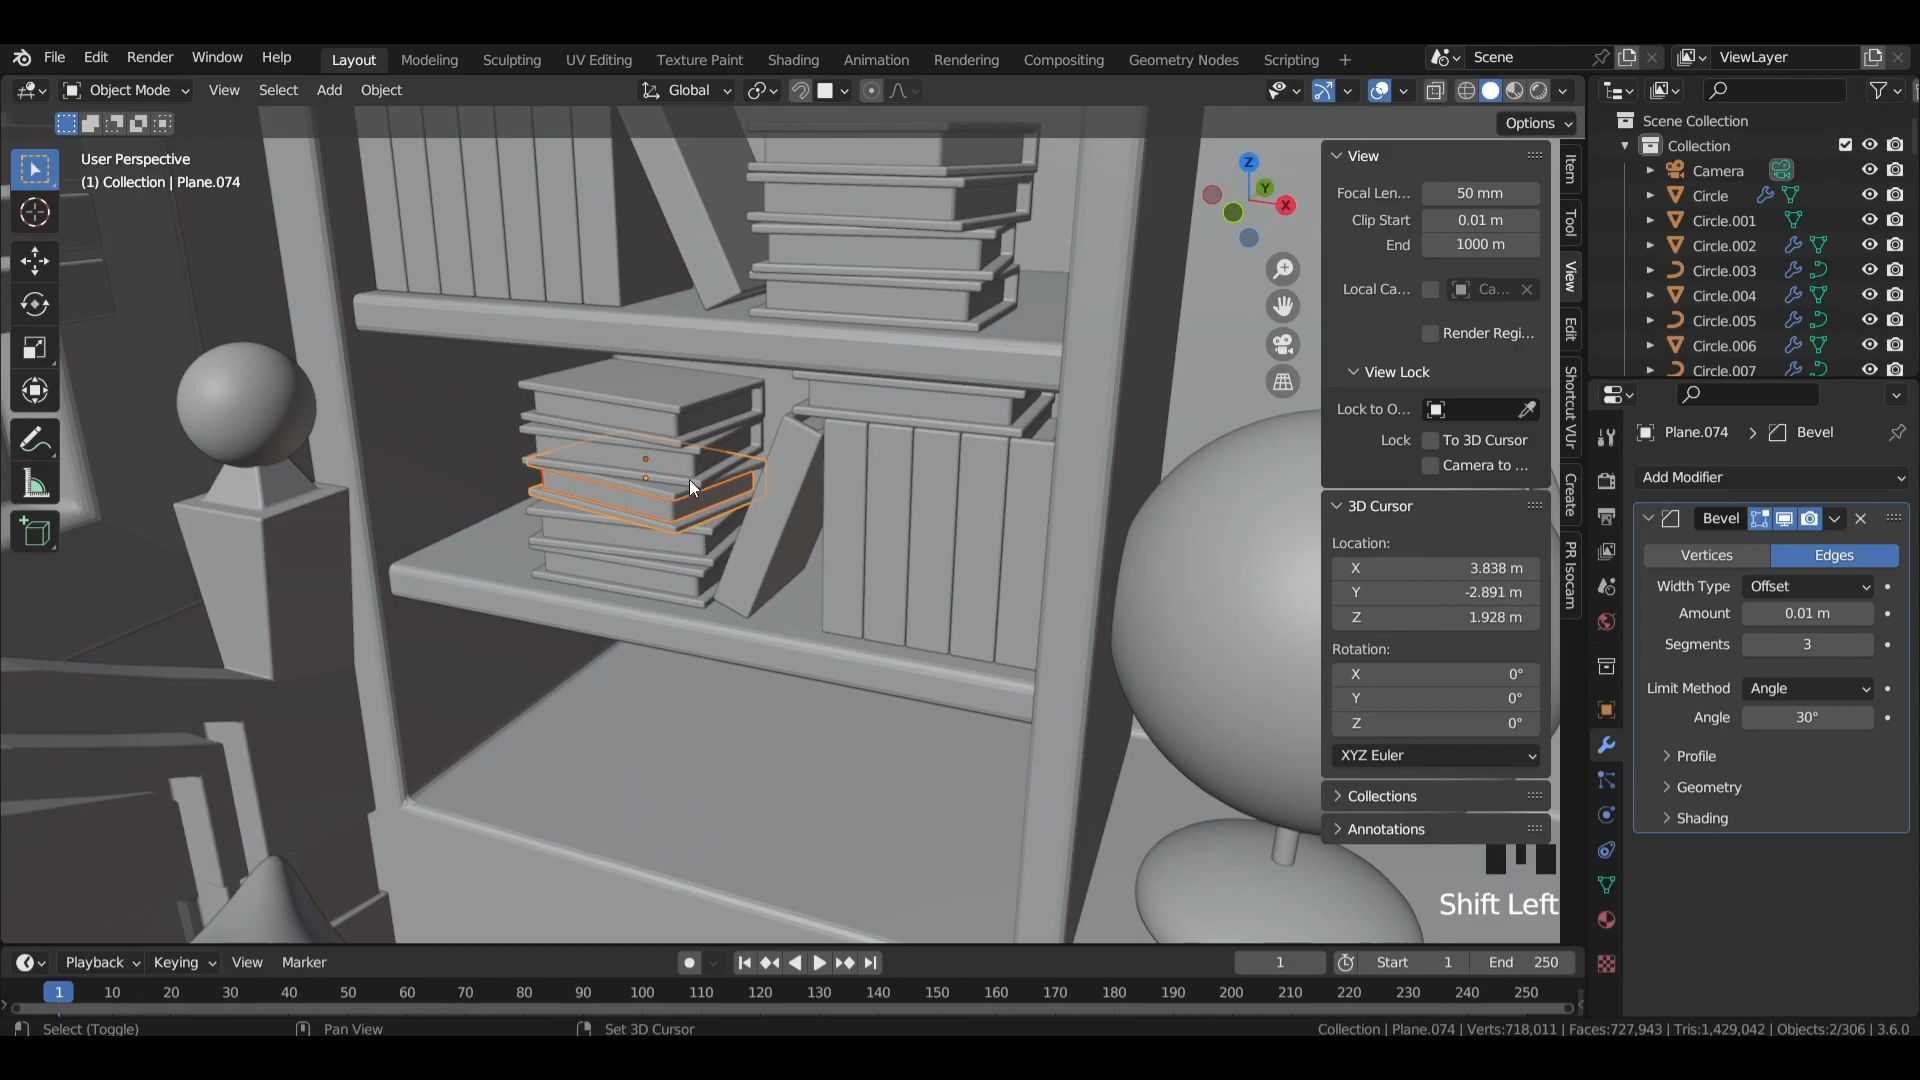 File Edit Render Window Help Layout Modeling Sculpting UV Editing Texture Paint Shading Animation Rendering Compositing Geometry Nodes Scripting + Scene ViewLayer
Object Mode View Select Add Object Global
Options
User Perspective
(1) Collection | Plane.074
Z
Y
X
View
Focal Len... 50 mm
Clip Start 0.01 m
End 1000 m
Local Ca... Ca...
Render Regi...
View Lock
Lock to O...
Lock To 3D Cursor
Camera to ...
3D Cursor
Location:
X 3.838 m
Y -2.891 m
Z 1.928 m
Rotation:
X 0°
Y 0°
Z 0°
XYZ Euler
Collections
Annotations
Item
Tool
View
Edit
Shortcut VUr
Create
PR Isocam
Shift Left
Scene Collection
Collection
Camera
Circle
Circle.001
Circle.002
Circle.003
Circle.004
Circle.005
Circle.006
Circle.007
Plane.074 > Bevel
Add Modifier
Bevel
Vertices Edges
Width Type Offset
Amount 0.01 m
Segments 3
Limit Method Angle
Angle 30°
Profile
Geometry
Shading
Playback Keying View Marker 1 Start 1 End 250
1 10 20 30 40 50 60 70 80 90 100 110 120 130 140 150 160 170 180 190 200 210 220 230 240 250
Select (Toggle) Pan View Set 3D Cursor Collection | Plane.074 | Verts:718,011 | Faces:727,943 | Tris:1,429,042 | Objects:2/306 | 3.6.0